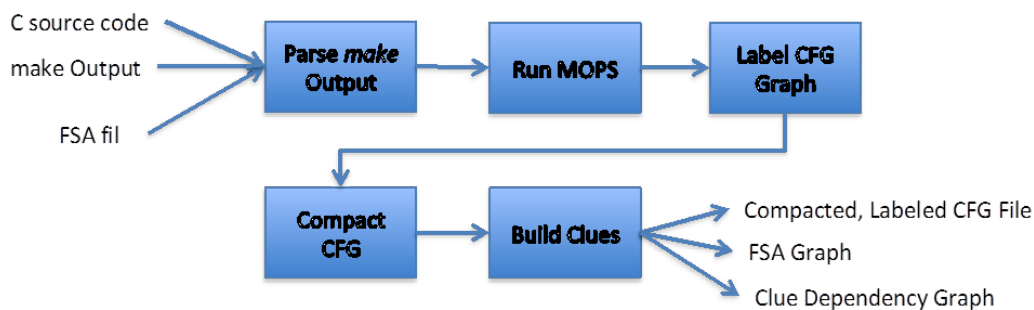 C source code
make Output
FSA fil
Parse make
Output
Run MOPS
Label CFG
Graph
Compact
CFG
Build Clues
Compacted, Labeled CFG File
FSA Graph
Clue Dependency Graph